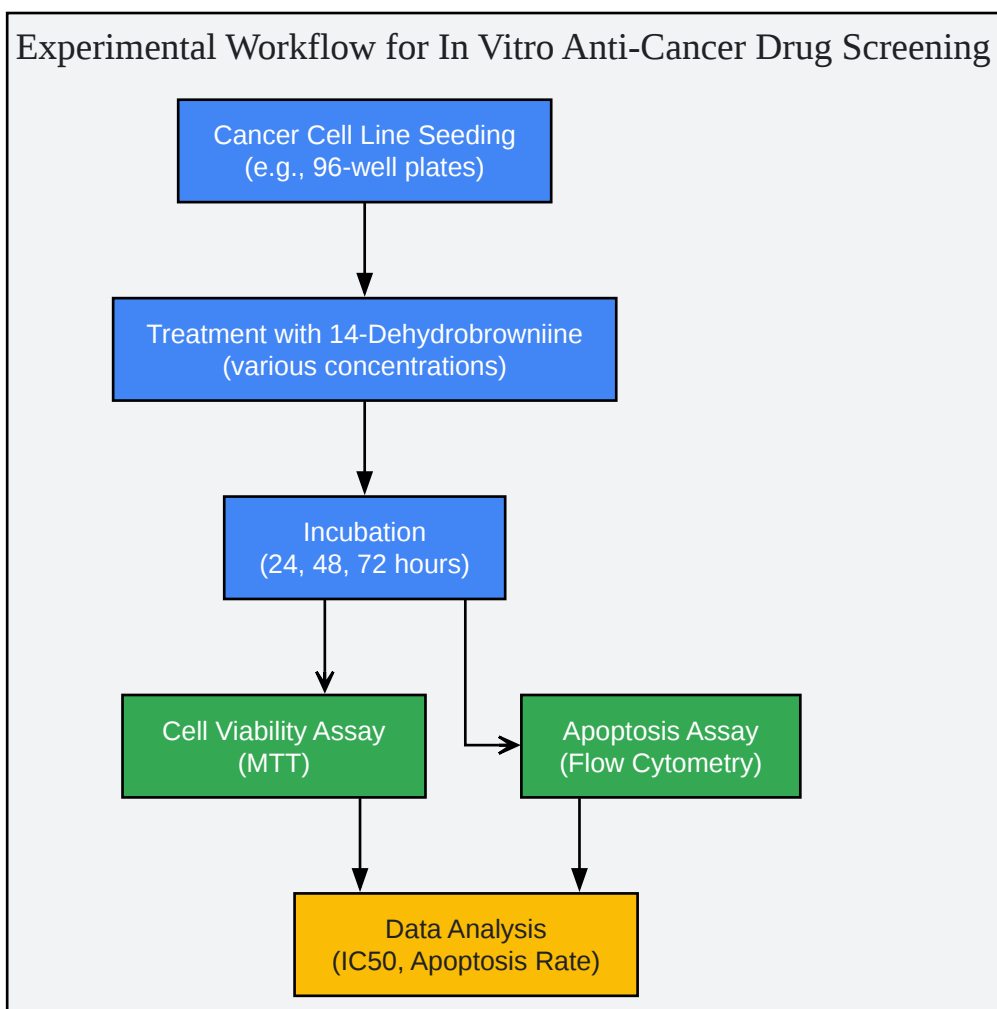 Experimental Workflow for In Vitro Anti-Cancer Drug Screening
Cancer Cell Line Seeding
(e.g., 96-well plates)
Treatment with 14-Dehydrobrowniine
(various concentrations)
Incubation
(24, 48, 72 hours)
Cell Viability Assay
(MTT)
Apoptosis Assay
(Flow Cytometry)
Data Analysis
(IC50, Apoptosis Rate)